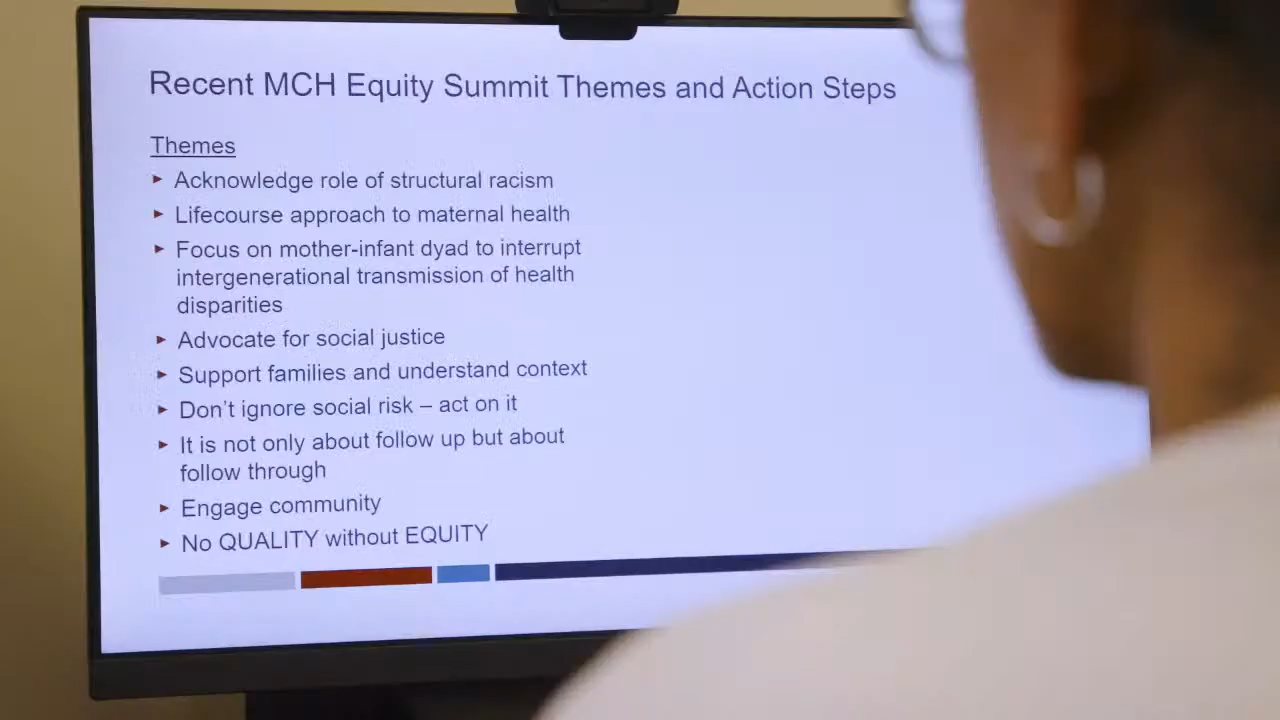 Recent MCH Equity Summit Themes and Action Steps
Themes
Acknowledge role of structural racism
Lifecourse approach to maternal health
Focus on mother-infant dyad to interrupt
intergenerational transmission of health
disparities
Advocate for social justice
Support families and understand context
Don't ignore social risk – act on it
It is not only about follow up but about
follow through
Engage community
No QUALITY without EQUITY